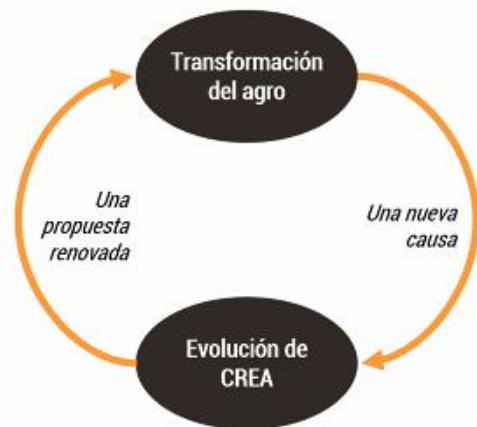 Transformación
del agro
Una
propuesta
renovada
Una nueva
causa
Evolución de
CREA